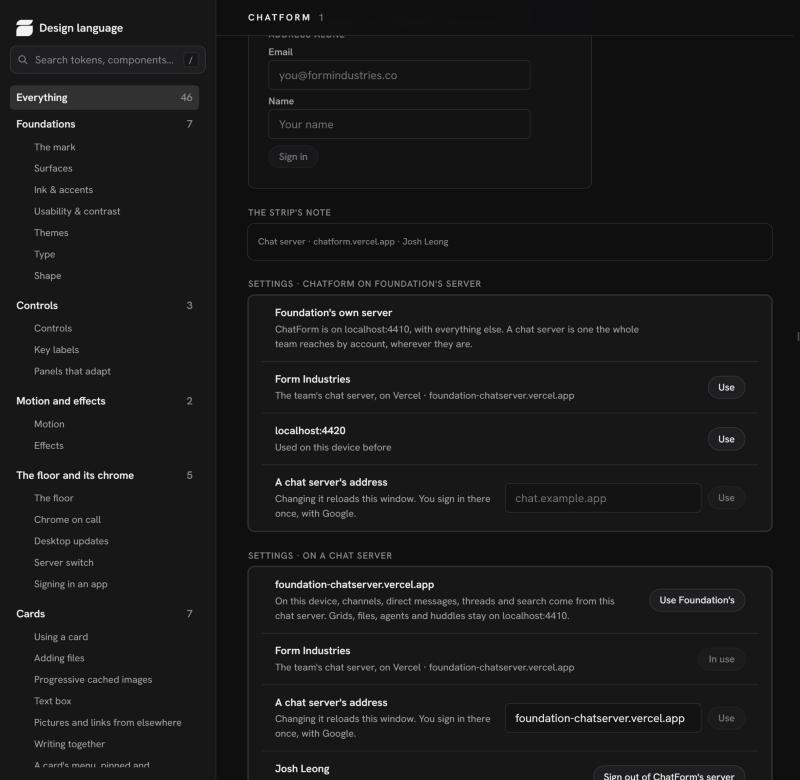 Design language
Search tokens, components...
/
Everything 46
Foundations 7
The mark
Surfaces
Ink & accents
Usability & contrast
Themes
Type
Shape
Controls 3
Controls
Key labels
Panels that adapt
Motion and effects 2
Motion
Effects
The floor and its chrome 5
The floor
Chrome on call
Desktop updates
Server switch
Signing in an app
Cards 7
Using a card
Adding files
Progressive cached images
Text box
Pictures and links from elsewhere
Writing together
A card's menu, pinned and
CHATFORM 1
ADDRESS ALONE
Email
you@formindustries.co
Name
Your name
Sign in
THE STRIP'S NOTE
Chat server · chatform.vercel.app · Josh Leong
SETTINGS · CHATFORM ON FOUNDATION'S SERVER
Foundation's own server
ChatForm is on localhost:4410, with everything else. A chat server is one the whole
team reaches by account, wherever they are.
Form Industries
The team's chat server, on Vercel · foundation-chatserver.vercel.app
Use
localhost:4420
Used on this device before
Use
A chat server's address
Changing it reloads this window. You sign in there
once, with Google.
chat.example.app
Use
SETTINGS · ON A CHAT SERVER
foundation-chatserver.vercel.app
On this device, channels, direct messages, threads and search come from this
chat server. Grids, files, agents and huddles stay on localhost:4410.
Use Foundation's
Form Industries
The team's chat server, on Vercel · foundation-chatserver.vercel.app
In use
A chat server's address
Changing it reloads this window. You sign in there
once, with Google.
foundation-chatserver.vercel.app
Use
Josh Leong
Sign out of ChatForm's server